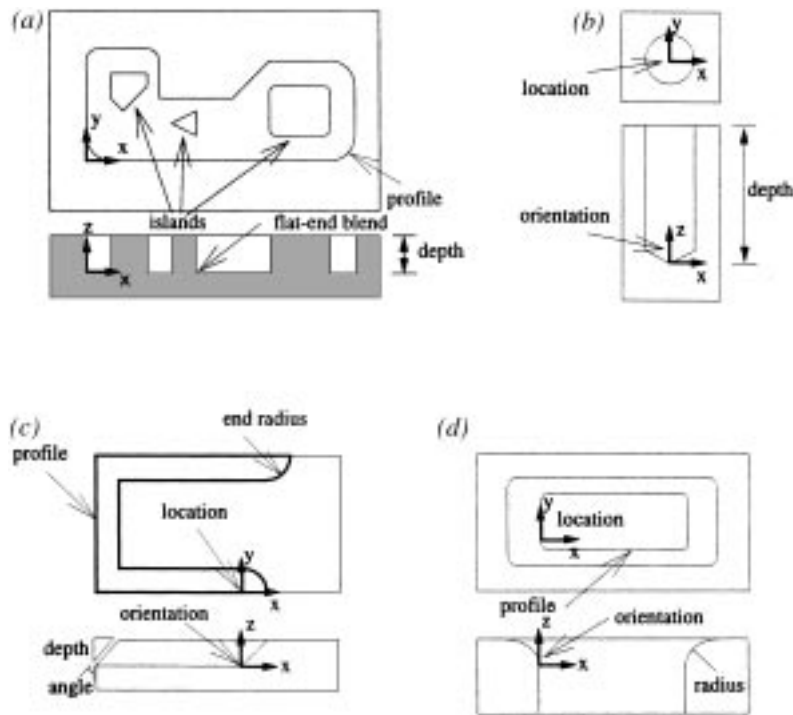 (a)
y
x
islands
profile
flat-end blend
z
x
depth
(b)
y
x
location
orientation
z
x
depth
(c)
profile
end radius
location
y
x
orientation
z
x
depth
angle
(d)
y
location
x
profile
orientation
z
x
radius